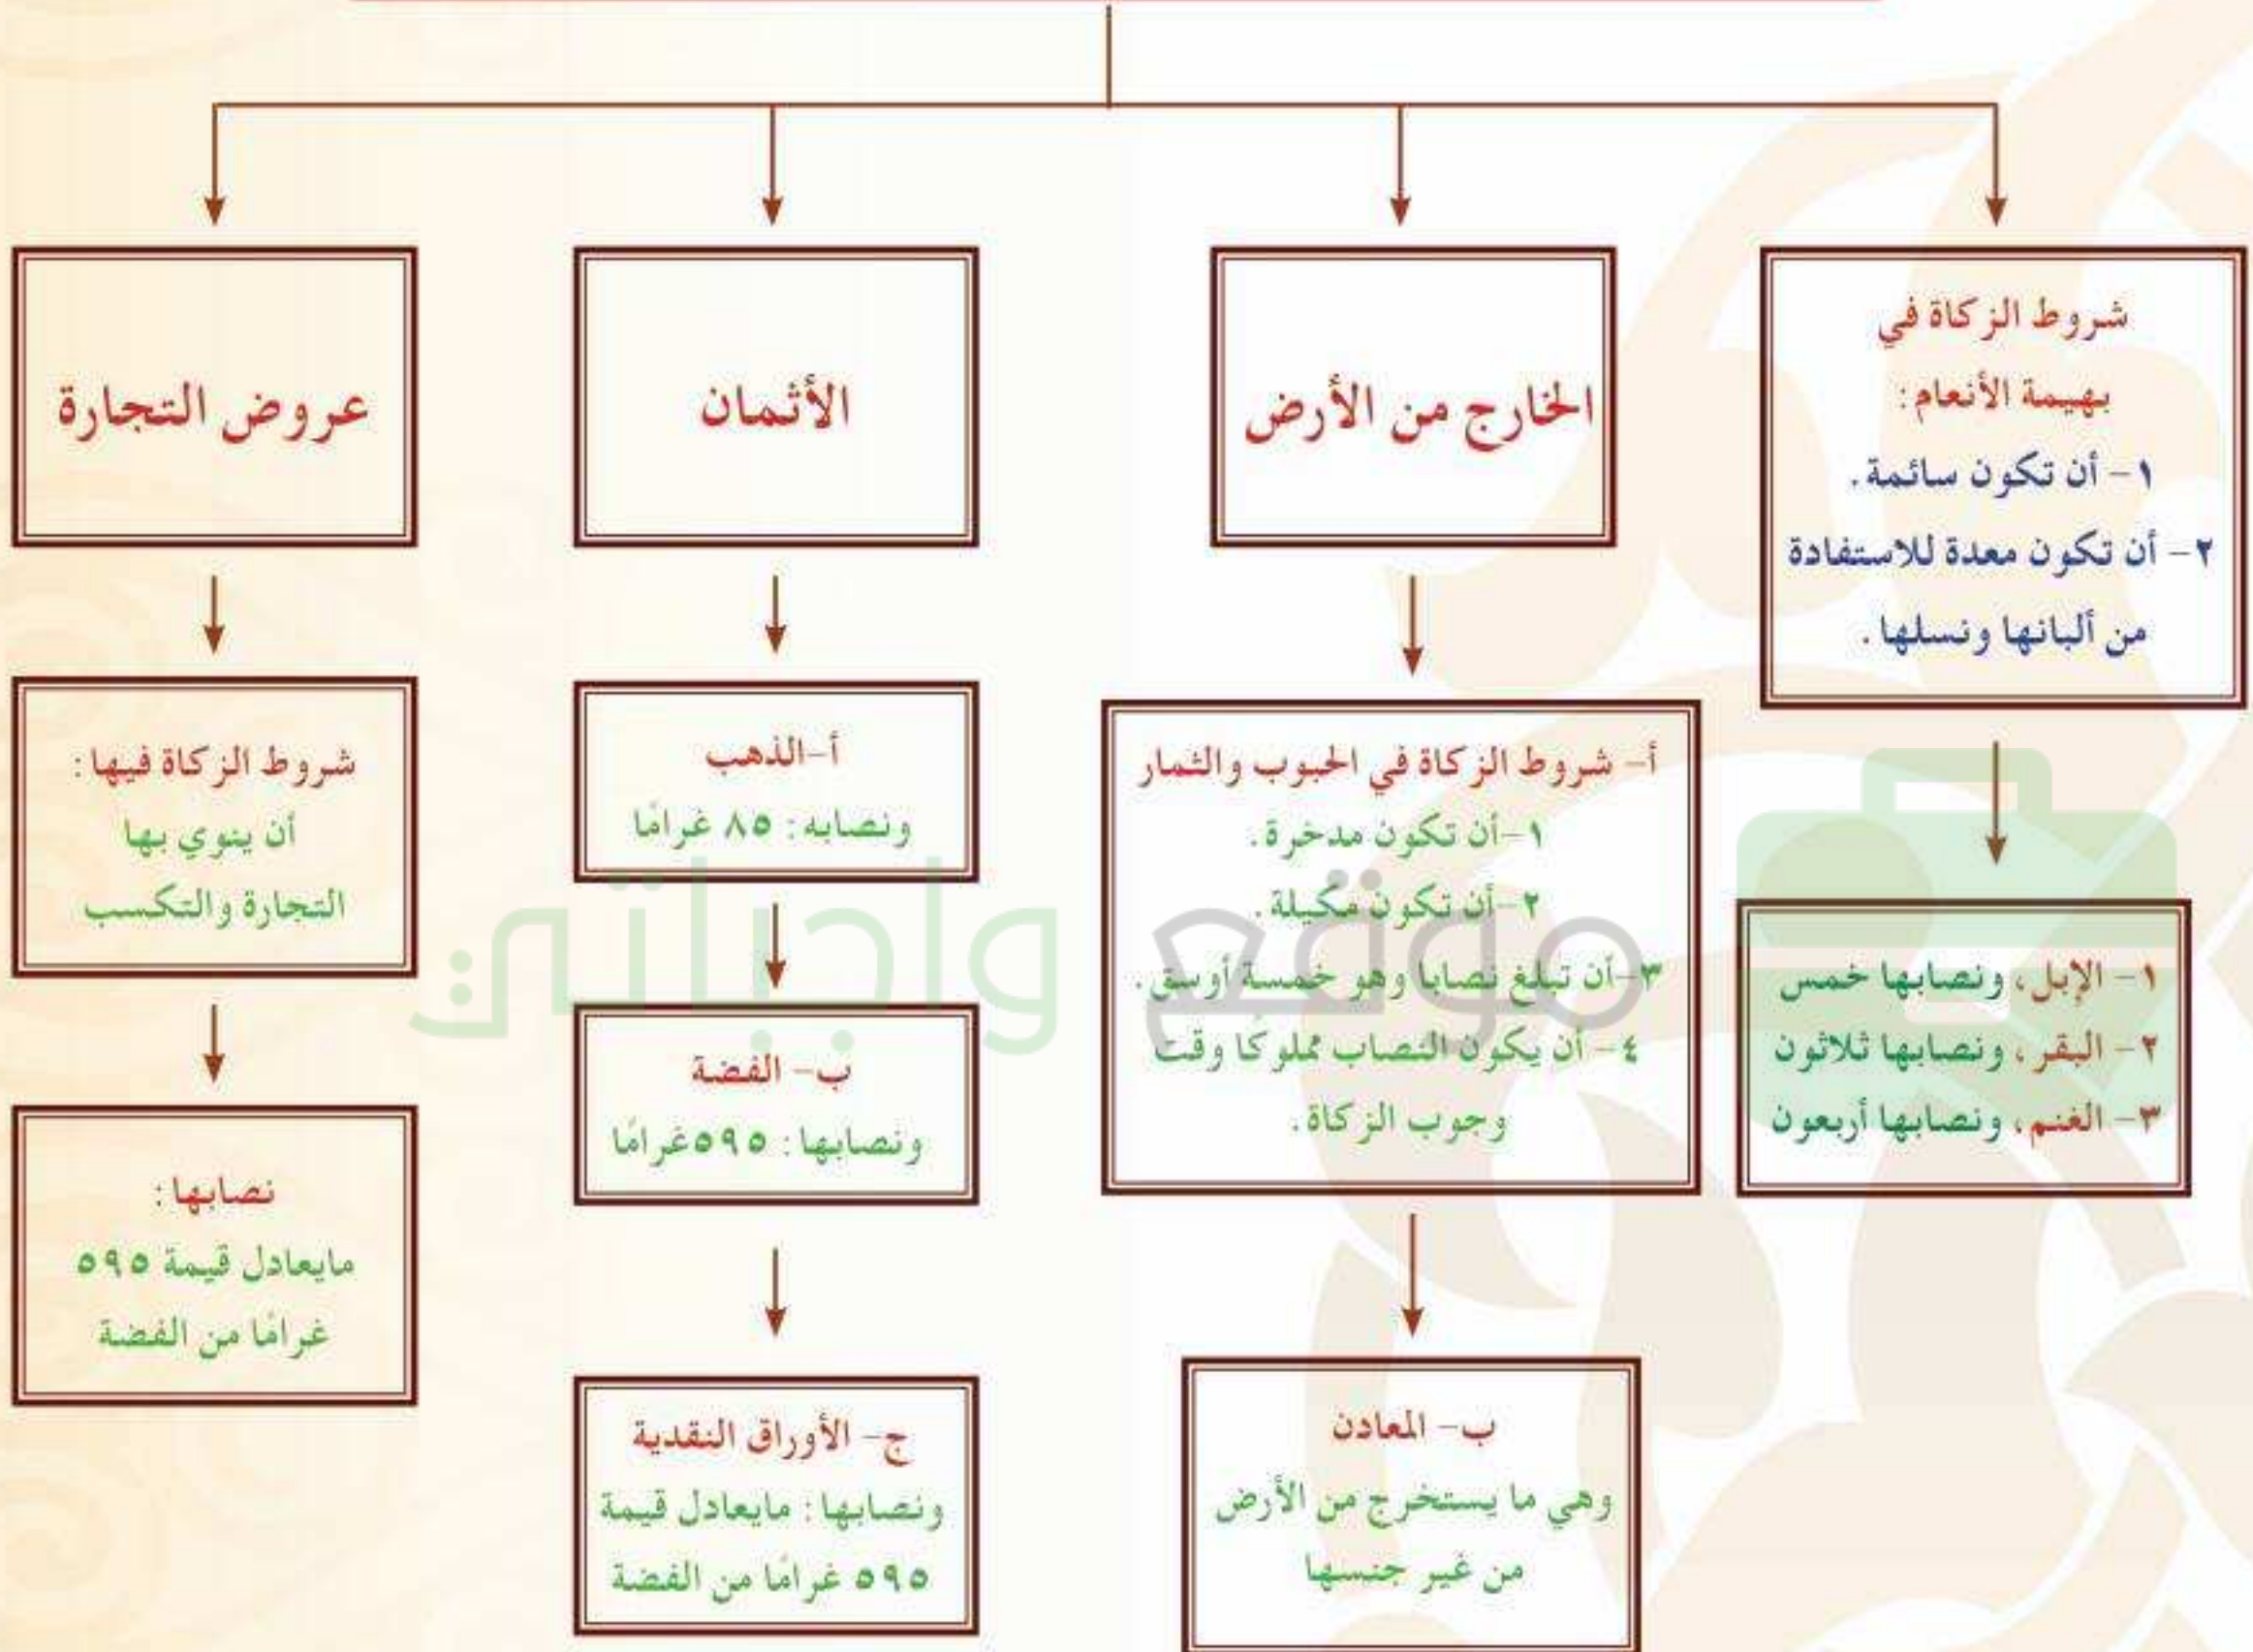 شروط الزكاة في
بهيمة الأنعام:
١- أن تكون سائمة.
٢- أن تكون معدة للاستفادة
من ألبانها ونسلها.
١- الإبل، ونصابها خمس
٢- البقر، ونصابها ثلاثون
٣- الغنم، ونصابها أربعون
الخارج من الأرض
أ- شروط الزكاة في الحبوب والثمار
١-أن تكون مدخرة.
٢-أن تكون مكيلة.
٣-أن تبلغ نصابا وهو خمسة أوسق.
٤- أن يكون النصاب مملوكا وقت
وجوب الزكاة.
ب- المعادن
وهي ما يستخرج من الأرض
من غير جنسها
الأثمان
أ-الذهب
ونصابه: ٨٥ غرامًا
ب- الفضة
ونصابها: ٥٩٥غرامًا
ج- الأوراق النقدية
ونصابها: مايعادل قيمة
٥٩٥ غرامًا من الفضة
عروض التجارة
شروط الزكاة فيها:
أن ينوي بها
التجارة والتكسب
نصابها:
مايعادل قيمة ٥٩٥
غرامًا من الفضة
موقع واجباتي